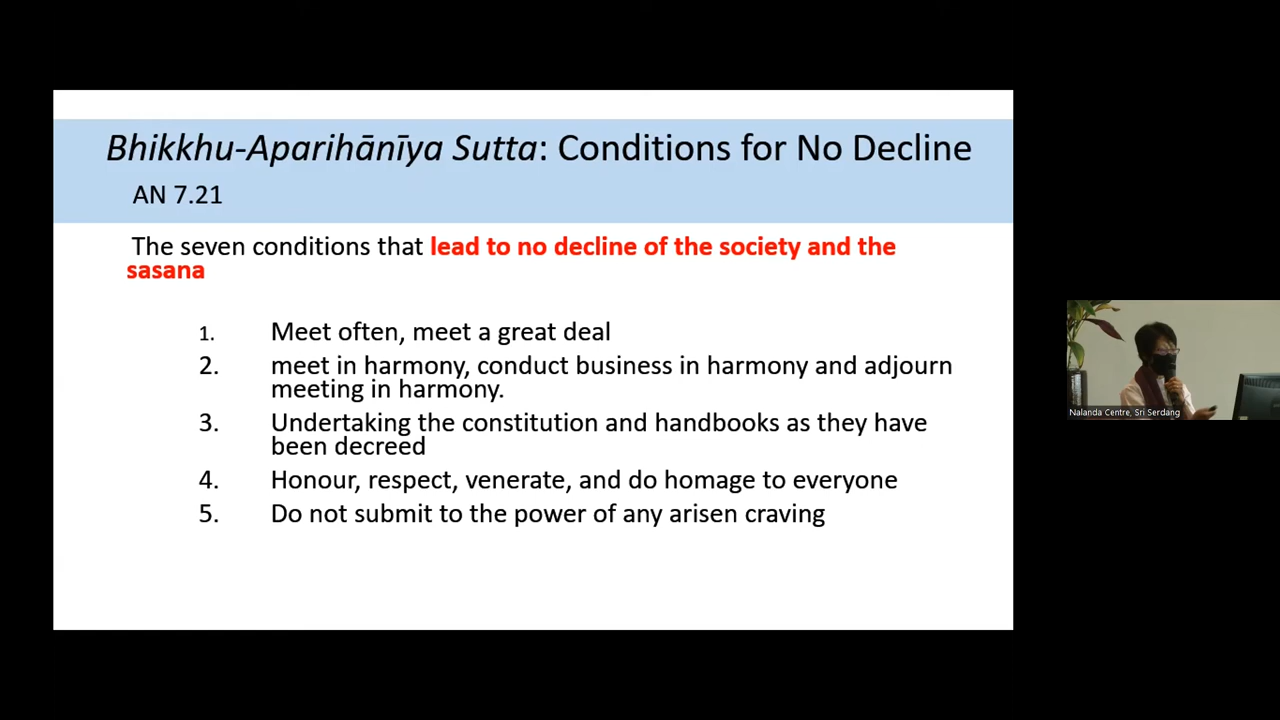 Bhikkhu-Aparihānīya Sutta: Conditions for No Decline
AN 7.21
The seven conditions that lead to no decline of the society and the
sasana
1. Meet often, meet a great deal
2. meet in harmony, conduct business in harmony and adjourn
meeting in harmony.
3. Undertaking the constitution and handbooks as they have
been decreed
4. Honour, respect, venerate, and do homage to everyone
5. Do not submit to the power of any arisen craving
Nalanda Centre, Sri Serdang